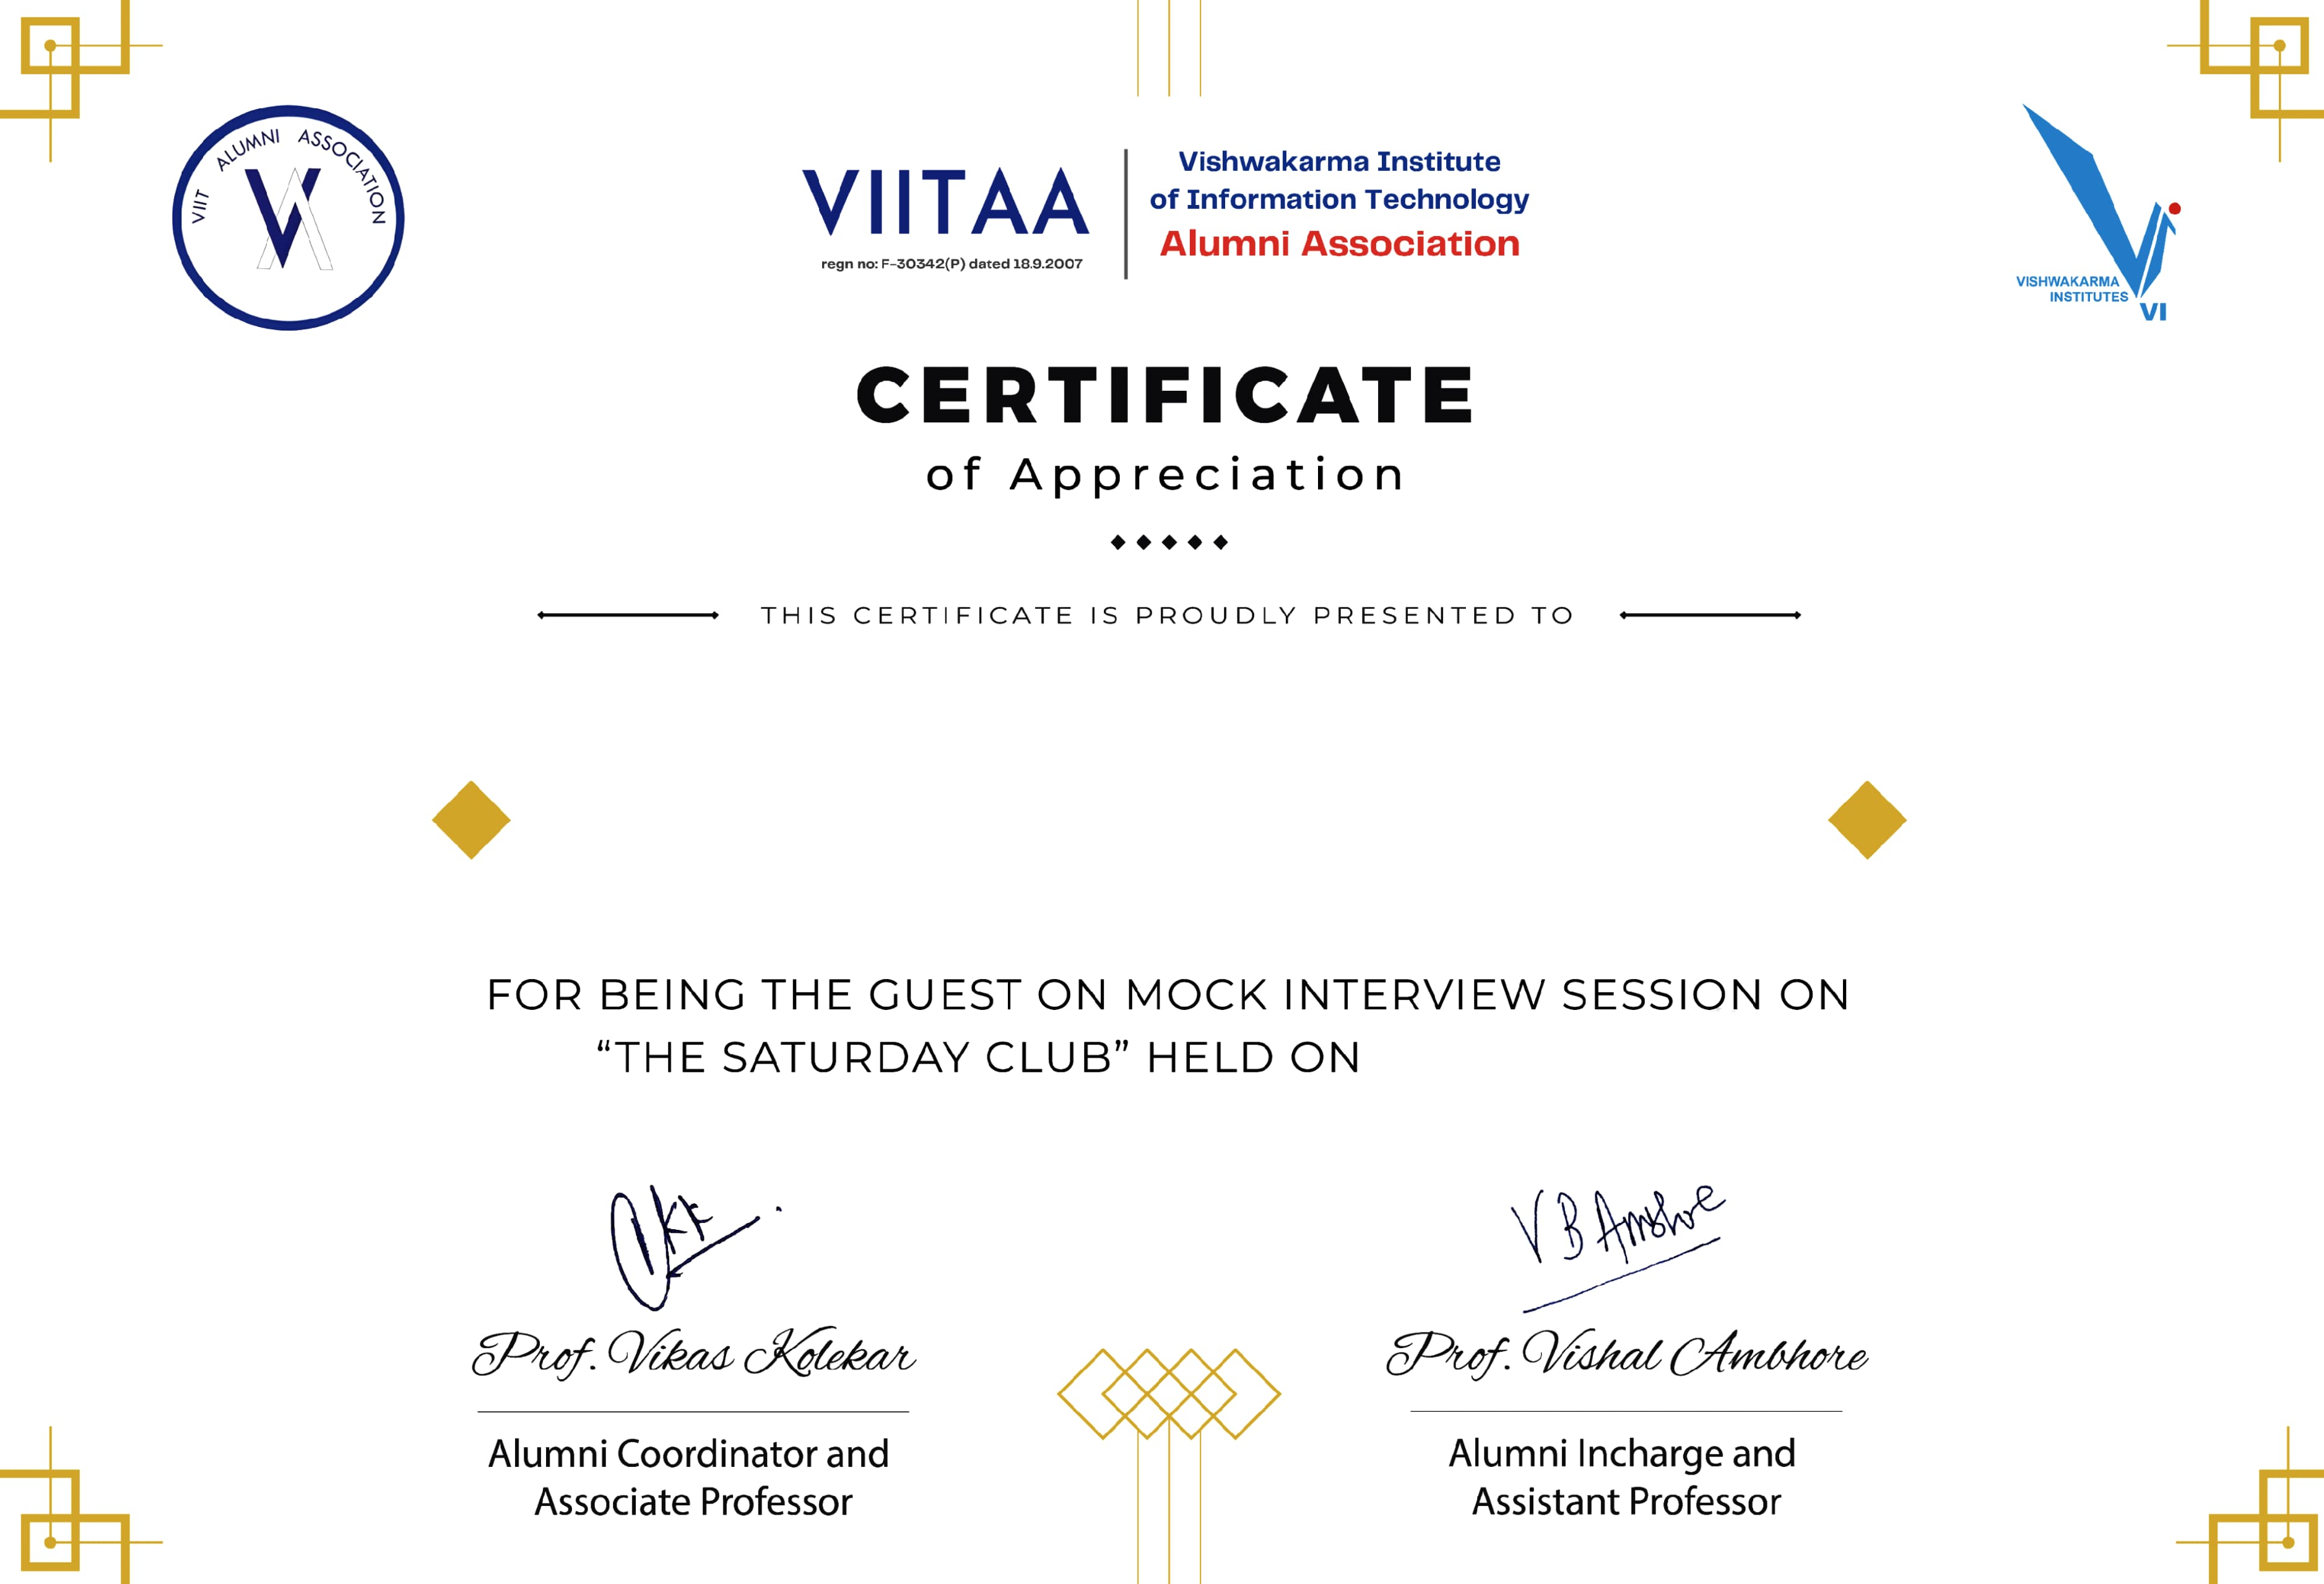 VIIT ALUMNI ASSOCIATION
VA
VIITAA
regn no: F-30342(P) dated 18.9.2007
Vishwakarma Institute
of Information Technology
Alumni Association
VISHWAKARMA
INSTITUTES
VI
CERTIFICATE
of Appreciation
THIS CERTIFICATE IS PROUDLY PRESENTED TO
FOR BEING THE GUEST ON MOCK INTERVIEW SESSION ON
“THE SATURDAY CLUB” HELD ON
V B Ambhore
Prof. Vikas Kolekar
Prof. Vishal Ambhore
Alumni Coordinator and
Associate Professor
Alumni Incharge and
Assistant Professor